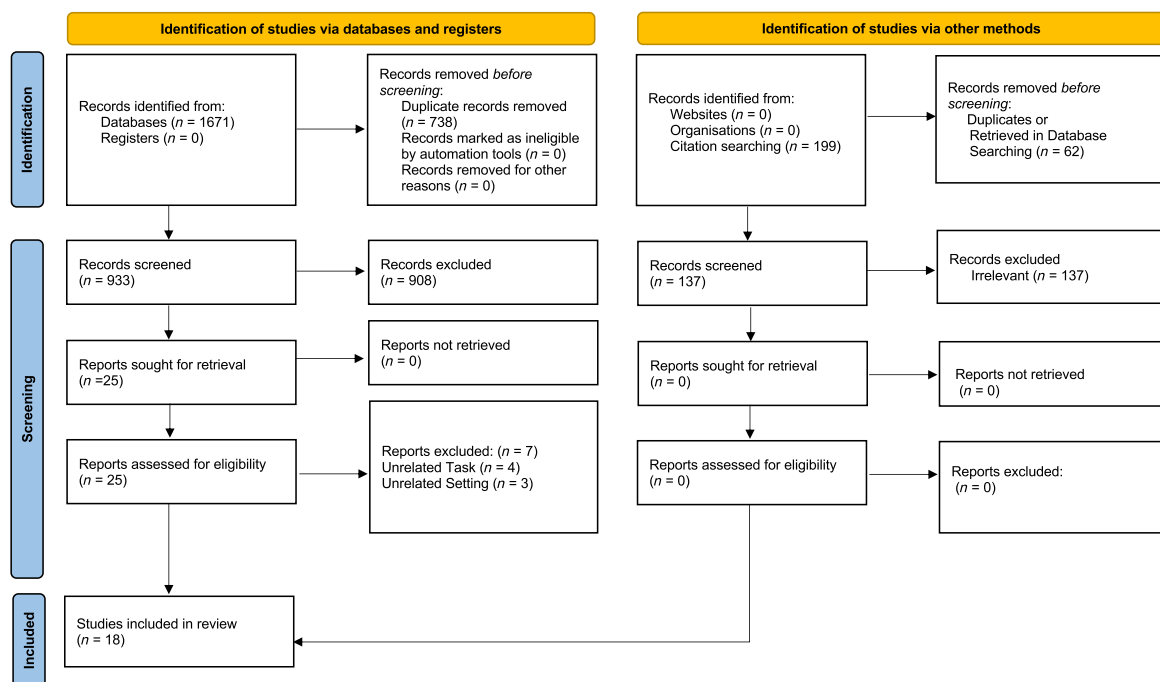 Identification of studies via databases and registers
Identification of studies via other methods
Identification
Records identified from:
Databases (n = 1671)
Registers (n = 0)
Records removed before
screening:
Duplicate records removed
(n = 738)
Records marked as ineligible
by automation tools (n = 0)
Records removed for other
reasons (n = 0)
Records identified from:
Websites (n = 0)
Organisations (n = 0)
Citation searching (n = 199)
Records removed before
screening:
Duplicates or
Retrieved in Database
Searching (n = 62)
Screening
Records screened
(n = 933)
Records excluded
(n = 908)
Records screened
(n = 137)
Records excluded
Irrelevant (n = 137)
Reports sought for retrieval
(n =25)
Reports not retrieved
(n = 0)
Reports sought for retrieval
(n = 0)
Reports not retrieved
(n = 0)
Reports assessed for eligibility
(n = 25)
Reports excluded: (n = 7)
Unrelated Task (n = 4)
Unrelated Setting (n = 3)
Reports assessed for eligibility
(n = 0)
Reports excluded:
(n = 0)
Included
Studies included in review
(n = 18)